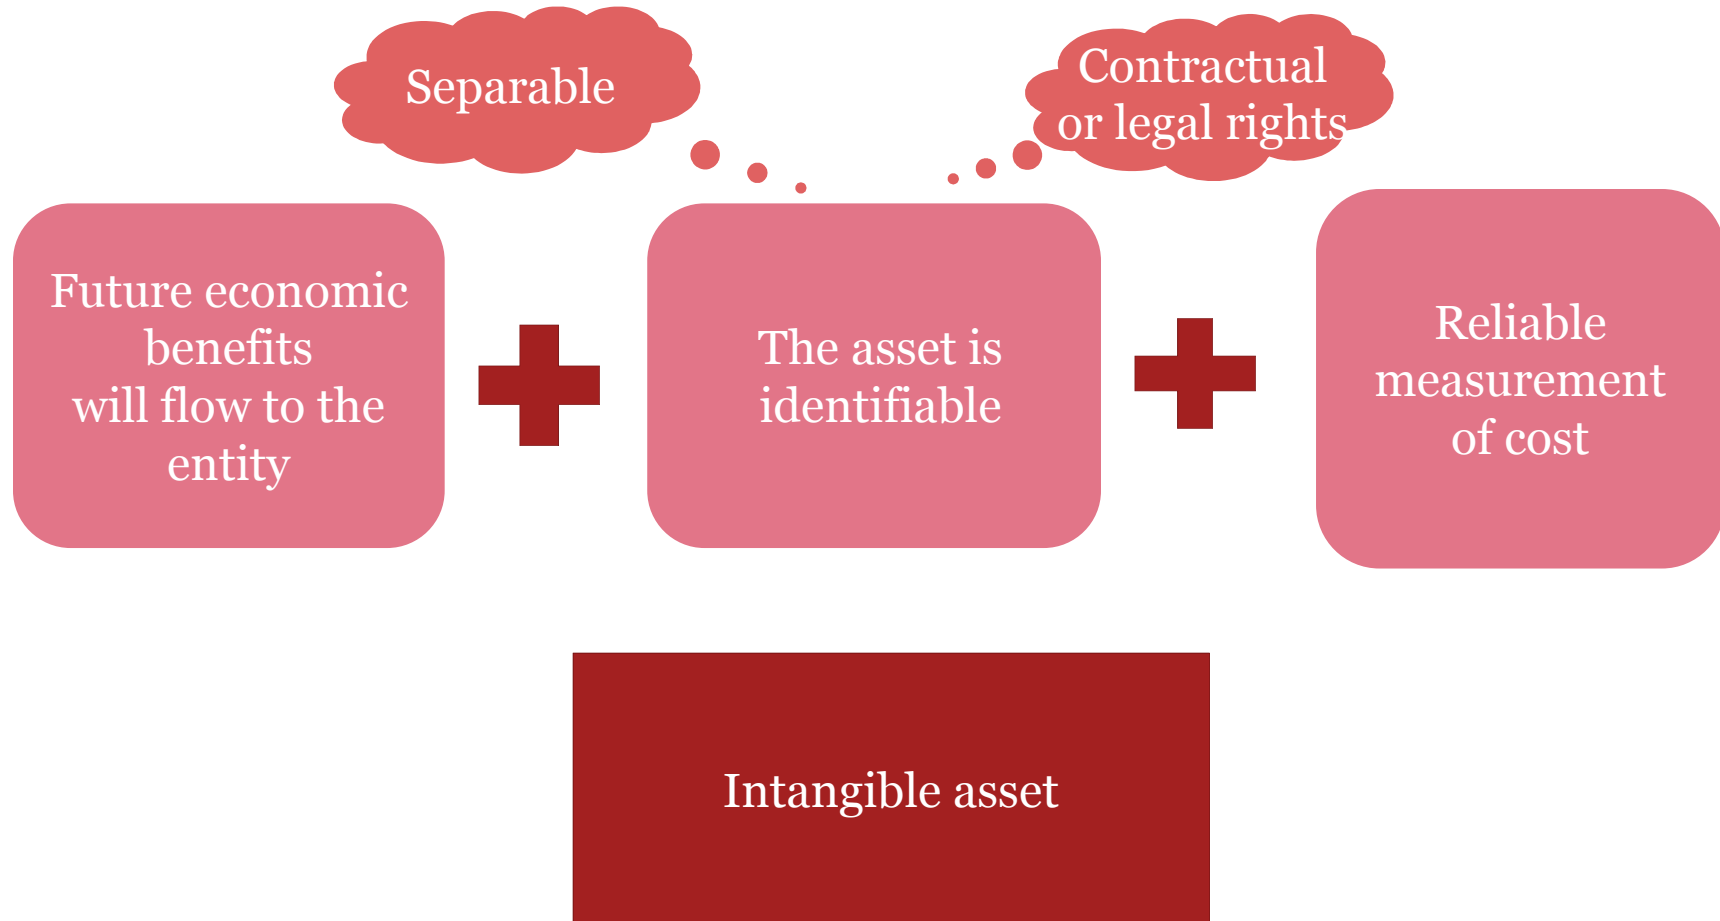 Separable
Contractual
or legal rights
Future economic
benefits
will flow to the
entity
The asset is
identifiable
Reliable
measurement
of cost
Intangible asset